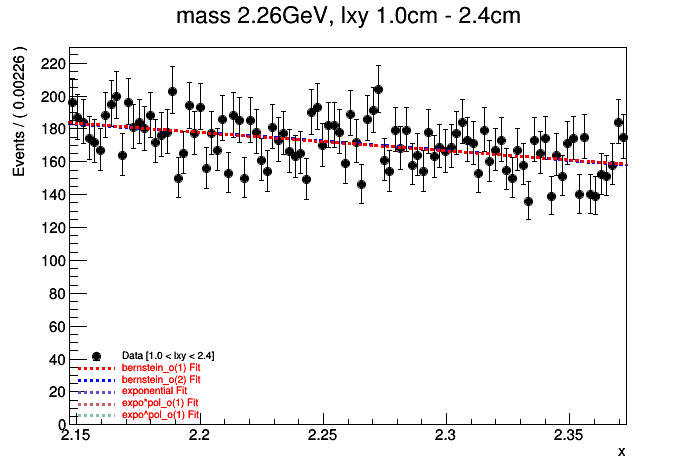 mass 2.26GeV, lxy 1.0cm - 2.4cm
Events / ( 0.00226 )
220
200
180
160
140
120
100
80
60
40
20
0
Data [1.0 < lxy < 2.4]
bernstein_o(1) Fit
bernstein_o(2) Fit
exponential Fit
expo*pol_o(1) Fit
expo^pol_o(1) Fit
2.15 2.2 2.25 2.3 2.35
x